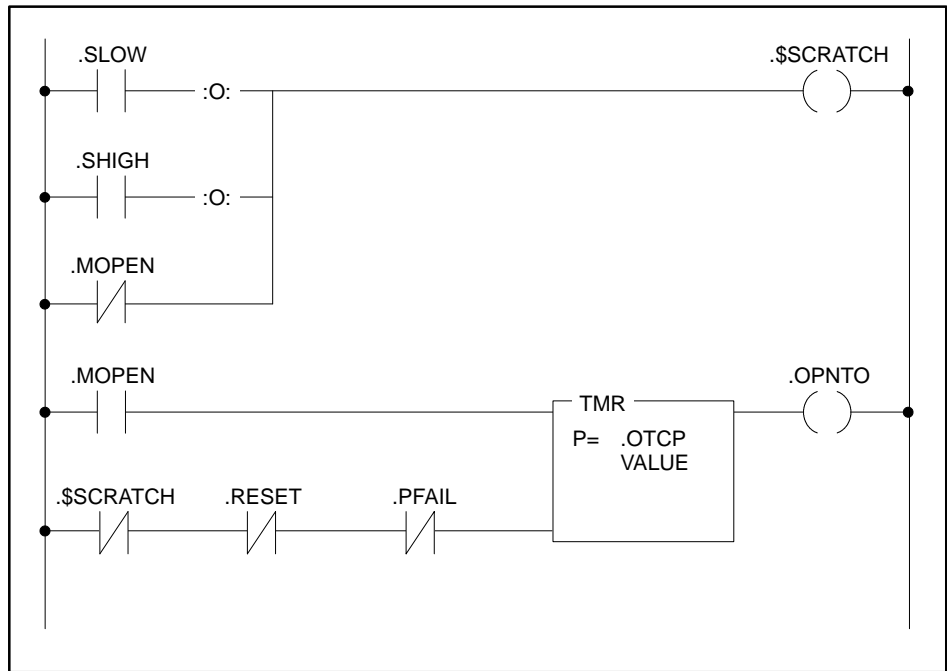 .SLOW
.$SCRATCH
:O:
.SHIGH
:O:
.MOPEN
.MOPEN
.OPNTO
TMR
P= .OTCP
VALUE
.$SCRATCH .RESET .PFAIL